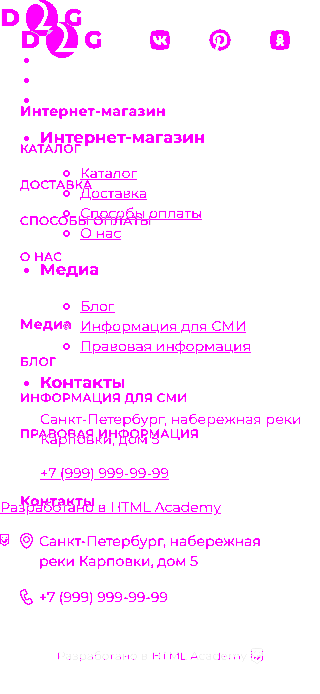 D2G
D2G
Интернет-магазин
Интернет-магазин
КАТАЛОГ
Каталог
ДОСТАВКА
Доставка
Способы оплаты
СПОСОБЫ ОПЛАТЫ
О нас
О НАС
Медиа
Блог
Медиа
Информация для СМИ
Правовая информация
БЛОГ
Контакты
ИНФОРМАЦИЯ ДЛЯ СМИ
Санкт-Петербург, набережная реки
Карповки, дом 5
ПРАВОВАЯ ИНФОРМАЦИЯ
+7 (999) 999-99-99
Контакты
Разработано в HTML Academy
Санкт-Петербург, набережная
реки Карповки, дом 5
+7 (999) 999-99-99